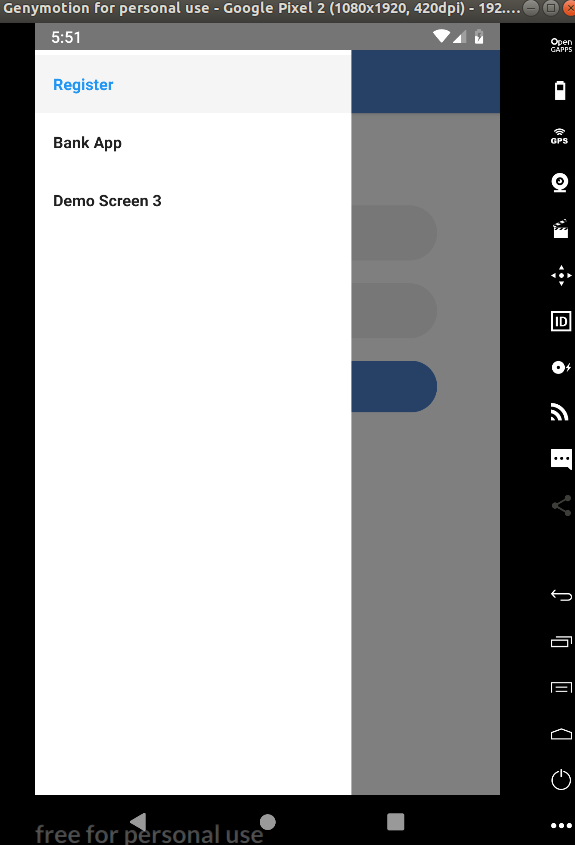 Genymotion for personal use - Google Pixel 2 (1080x1920, 420dpi) - 192....
5:51
Open
GAPPS
Register
GPS
Bank App
Demo Screen 3
ID
free for personal use